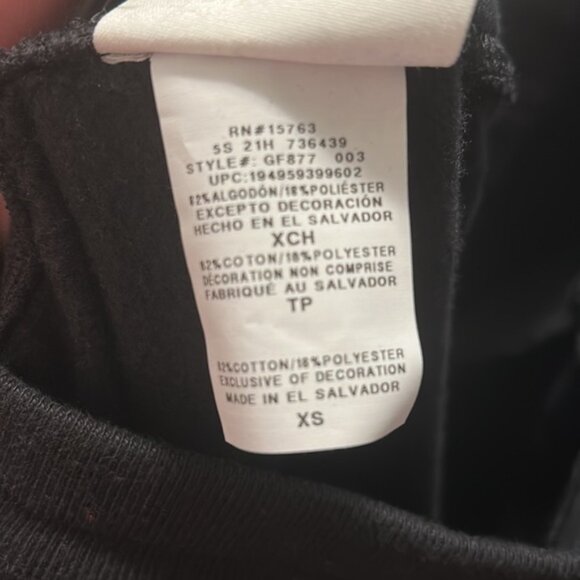 RN#15763
5S 21H 736439
STYLE#: GF877 003
UPC:194959399602
82%ALGODÓN/18%POLIÉSTER
EXCEPTO DECORACIÓN
HECHO EN EL SALVADOR
XCH
82%COTON/18%POLYESTER
DÉCORATION NON COMPRISE
FABRIQUÉ AU SALVADOR
TP
82%COTTON/18%POLYESTER
EXCLUSIVE OF DECORATION
MADE IN EL SALVADOR
XS